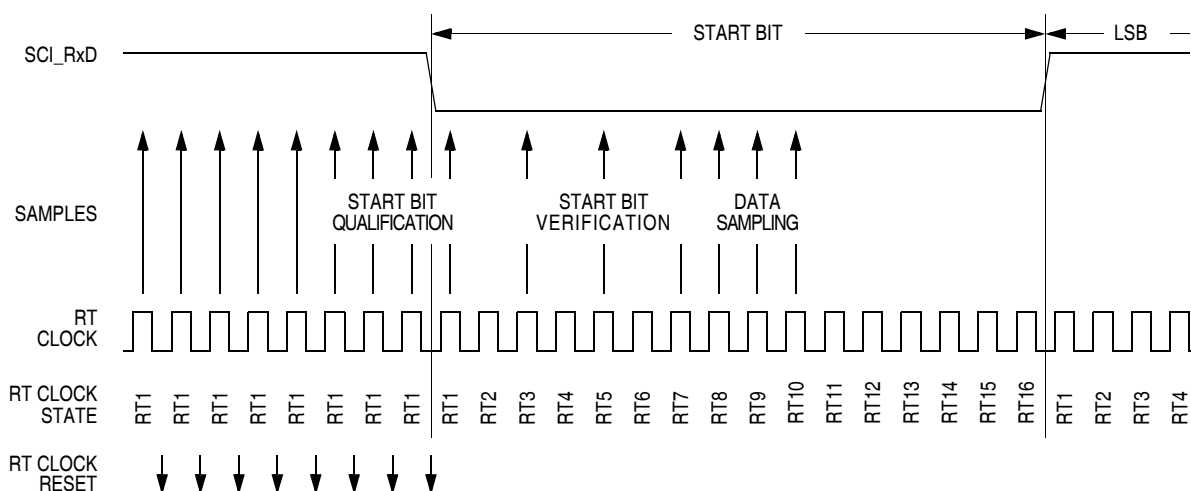 START BIT
LSB
SCI_RxD
SAMPLES
START BIT
QUALIFICATION
START BIT
VERIFICATION
DATA
SAMPLING
RT
CLOCK
RT CLOCK
STATE
RT1 RT1 RT1 RT1 RT1 RT1 RT1 RT1 RT1 RT2 RT3 RT4 RT5 RT6 RT7 RT8 RT9 RT10 RT11 RT12 RT13 RT14 RT15 RT16 RT1 RT2 RT3 RT4
RT CLOCK
RESET